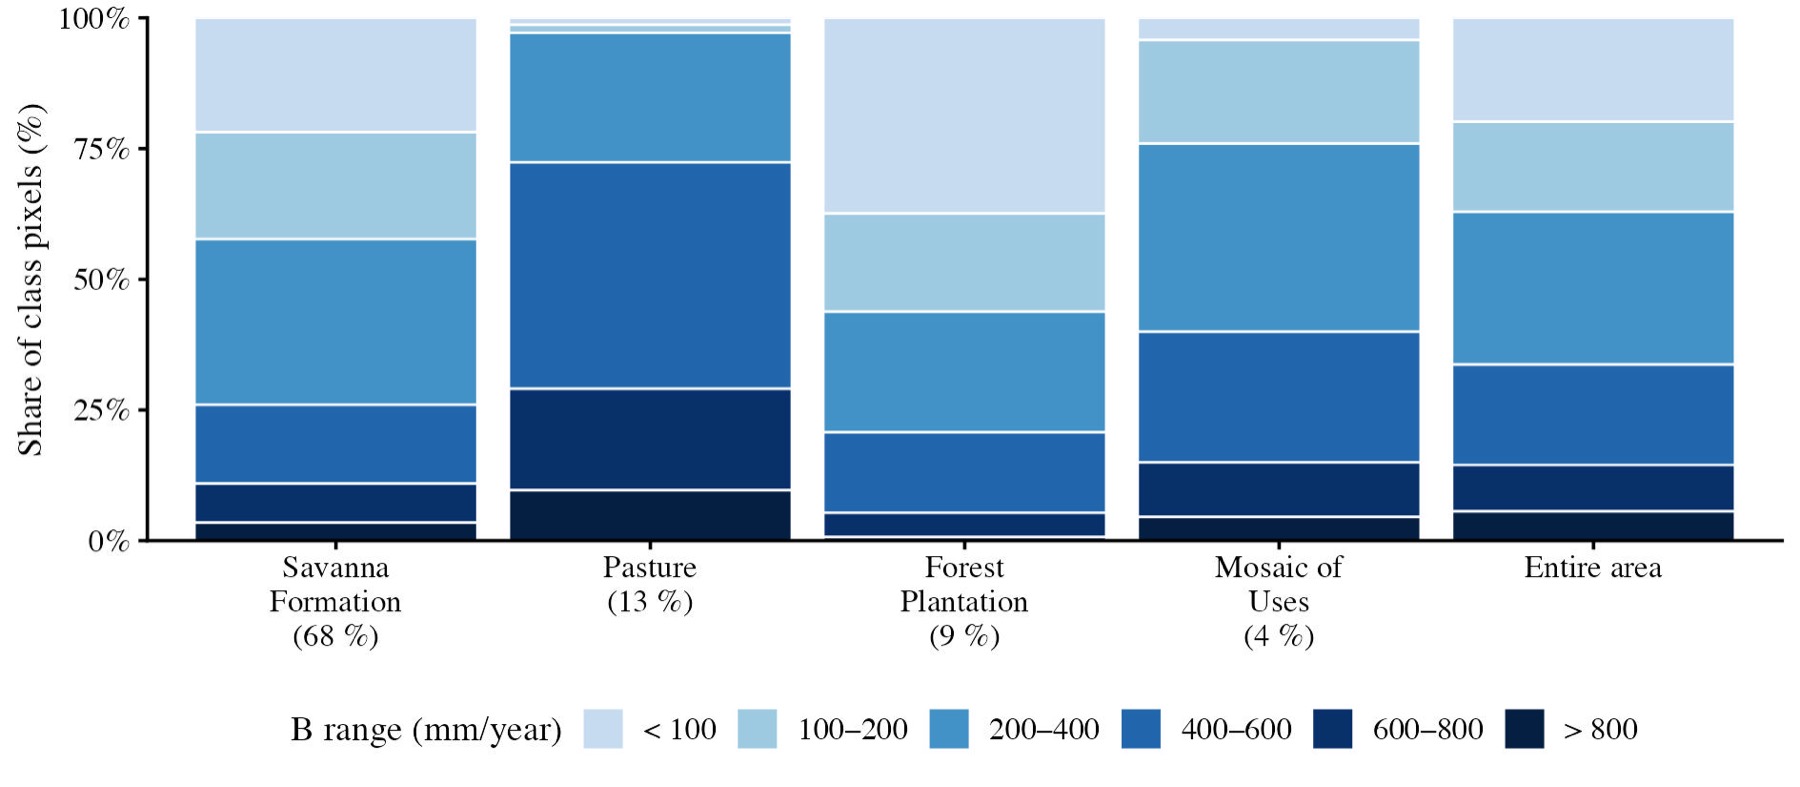 100%
75%
50%
25%
0%
Share of class pixels (%)
Savanna
Formation
(68 %)
Pasture
(13 %)
Forest
Plantation
(9 %)
Mosaic of
Uses
(4 %)
Entire area
B range (mm/year) < 100 100–200 200–400 400–600 600–800 > 800